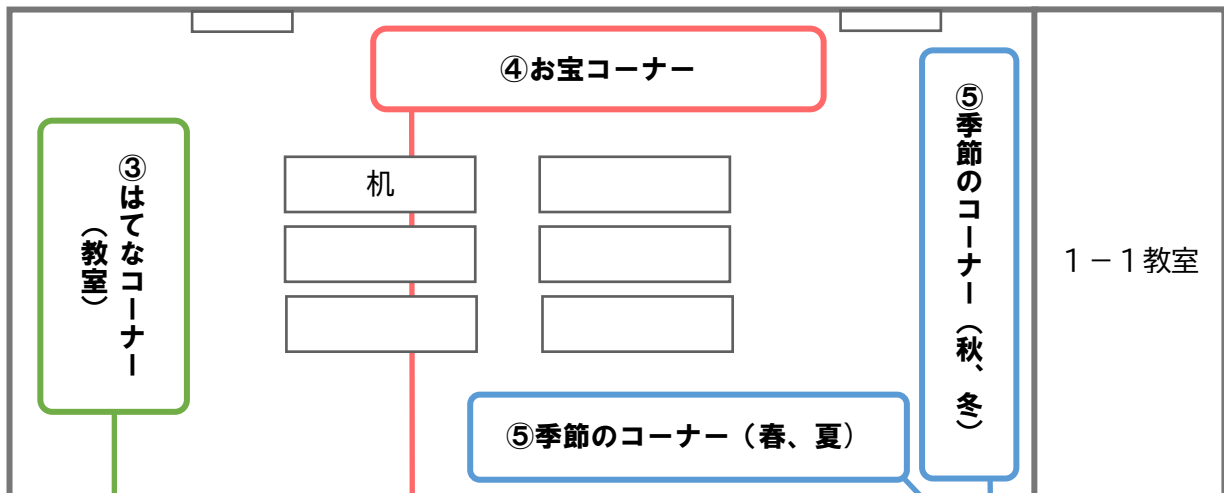 ④お宝コーナー
③はてなコーナー
（教室）
机
⑤季節のコーナー（秋、冬）
１－１教室
⑤季節のコーナー（春、夏）